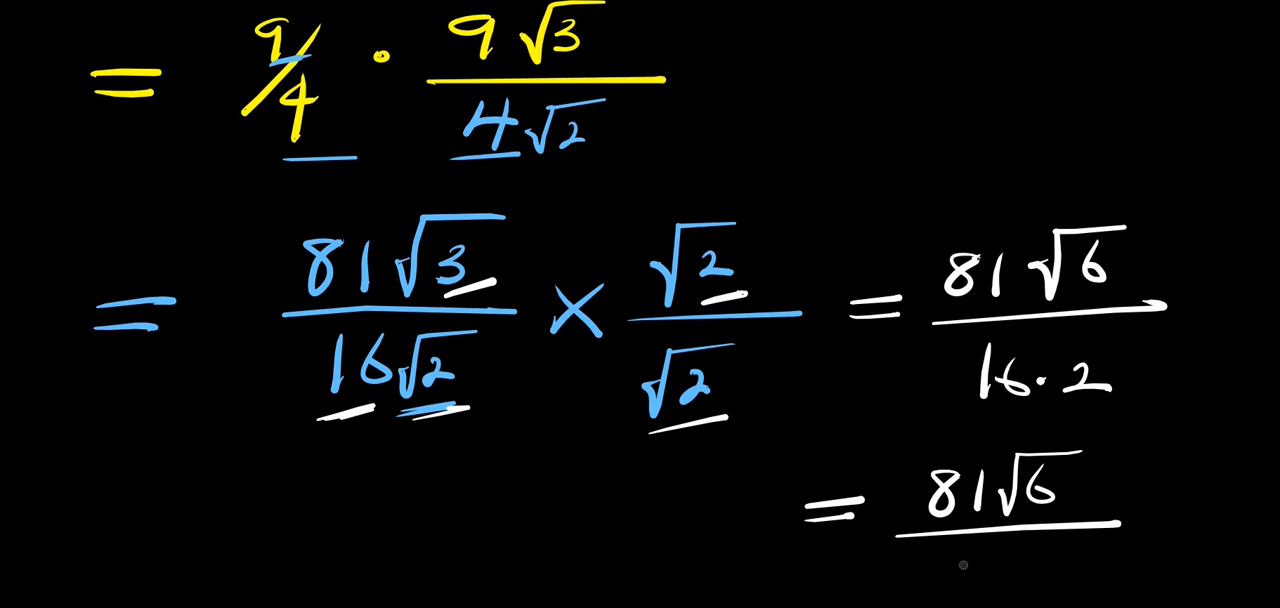 = 9/4 · 9√3 / 4√2
= 81√3 / 16√2 × √2 / √2 = 81√6 / 16·2
= 81√6